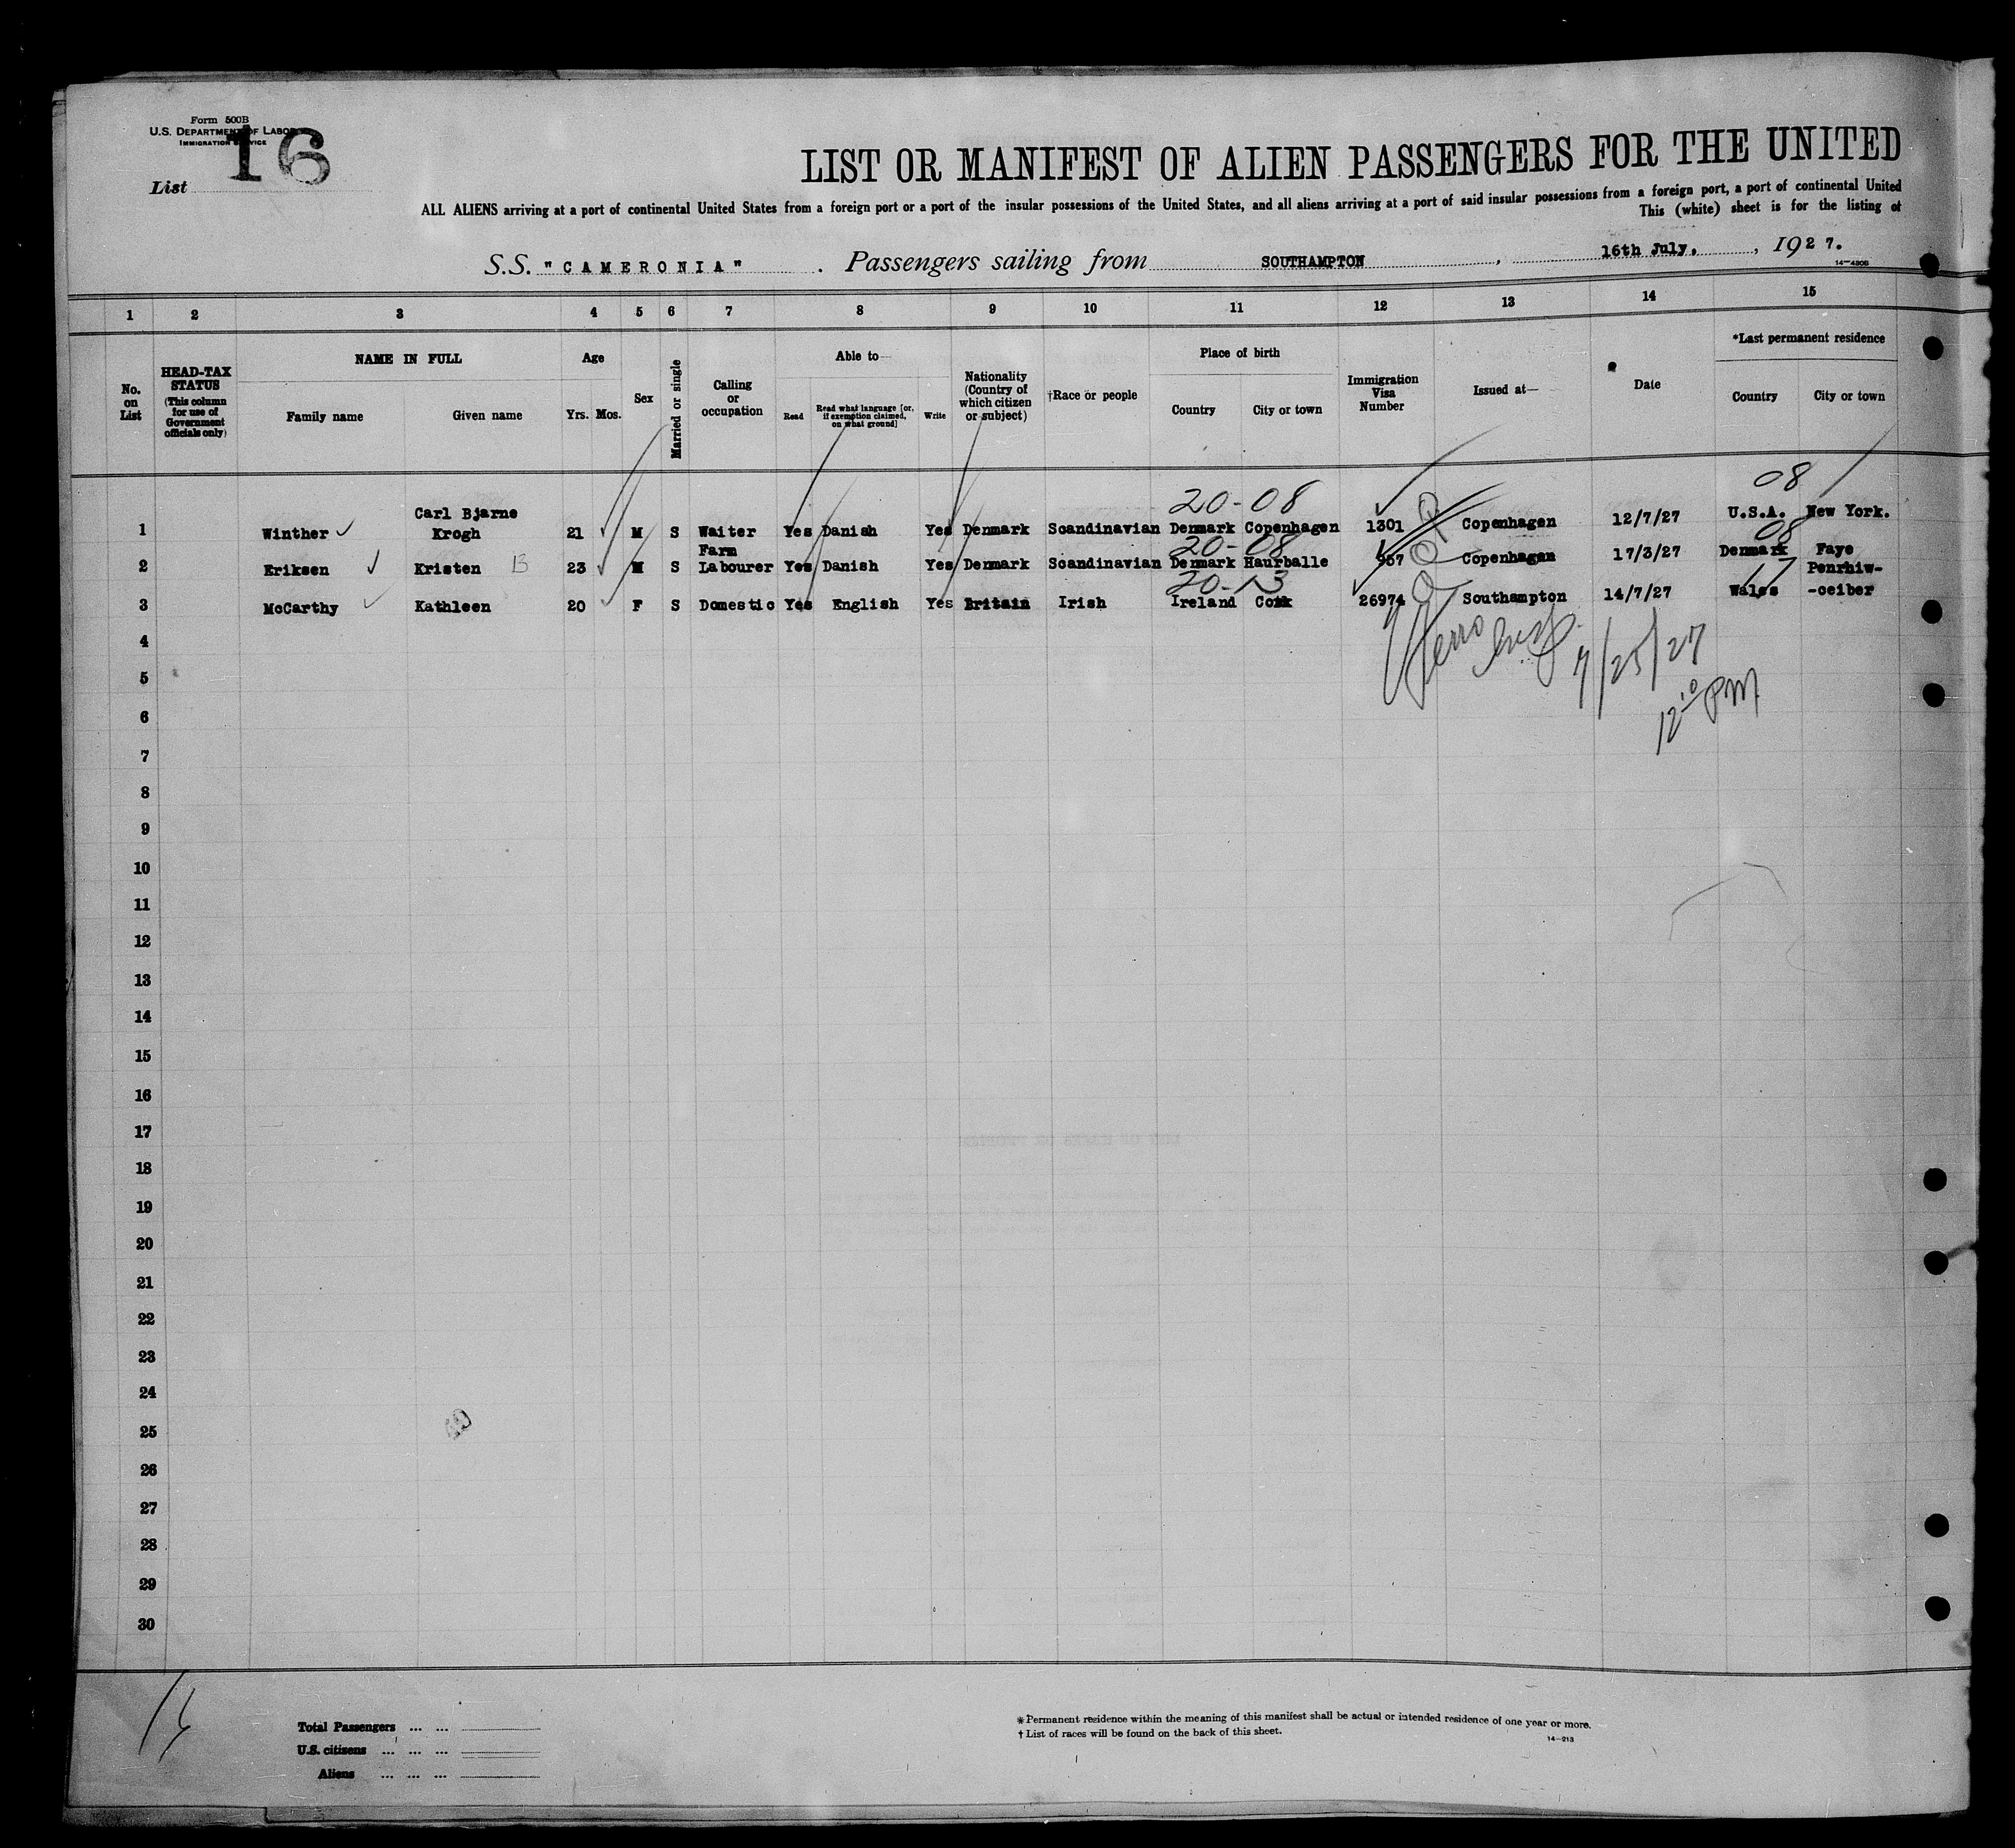 Form 500B
U.S. DEPARTMENT OF LABOR
IMMIGRATION SERVICE
List 16
LIST OR MANIFEST OF ALIEN PASSENGERS FOR THE UNITED
ALL ALIENS arriving at a port of continental United States from a foreign port or a port of the insular possessions of the United States, and all aliens arriving at a port of said insular possessions from a foreign port, a port of continental United
This (white) sheet is for the listing of
S.S. "CAMERONIA" . Passengers sailing from SOUTHAMPTON , 16th July. , 1927.
14—430B
1 2 3 4 5 6 7 8 9 10 11 12 13 14 15
No. on List
HEAD-TAX STATUS (This column for use of Government officials only)
NAME IN FULL
Family name Given name
Age
Yrs. Mos.
Sex
Married or single
Calling or occupation
Able to—
Read Read what language [or, if exemption claimed, on what ground] Write
Nationality (Country of which citizen or subject)
†Race or people
Place of birth
Country City or town
Immigration Visa Number
Issued at—
Date
*Last permanent residence
Country City or town
20-08 08
1 Winther Carl Bjarne Krogh 21 M S Waiter Yes Danish Yes Denmark Scandinavian Denmark Copenhagen 1301 Copenhagen 12/7/27 U.S.A. New York.
20-08 08
2 Eriksen Kristen B 23 M S Farm Labourer Yes Danish Yes Denmark Scandinavian Denmark Haurballe 957 Copenhagen 17/3/27 Denmark Faye
20-13 17
3 McCarthy Kathleen 20 F S Domestic Yes English Yes Britain Irish Ireland Cork 26974 Southampton 14/7/27 Wales Penrhiw-
-ceiber
7/25/27
12 10 PM
4
5
6
7
8
9
10
11
12
13
14
15
16
17
18
19
20
21
22
23
24
25
26
27
28
29
30
Total Passengers ... ...
U.S. citizens ... ... ...
Aliens ... ... ...
*Permanent residence within the meaning of this manifest shall be actual or intended residence of one year or more.
†List of races will be found on the back of this sheet.
14—213